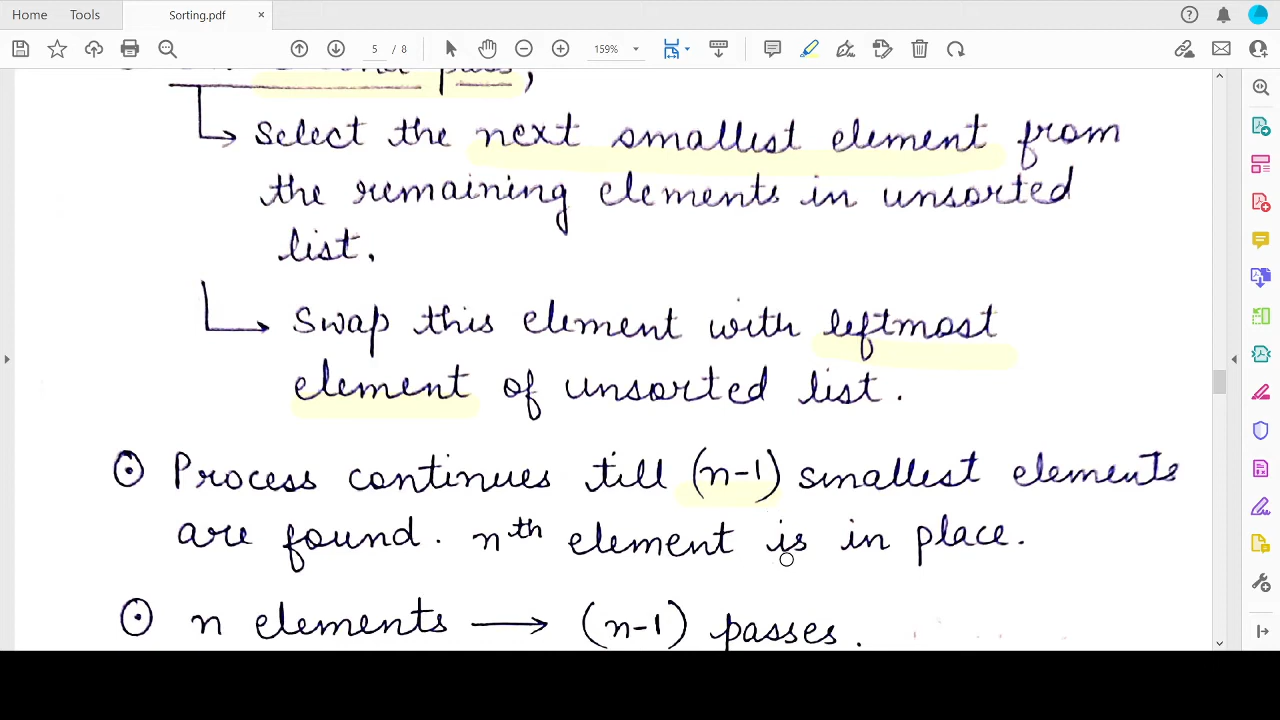 Home Tools Sorting.pdf ×
5 / 8 159%
pass,
Select the next smallest element from
the remaining elements in unsorted
list.
Swap this element with leftmost
element of unsorted list.
Process continues till (n-1) smallest elements
are found. nth element is in place.
n elements → (n-1) passes.